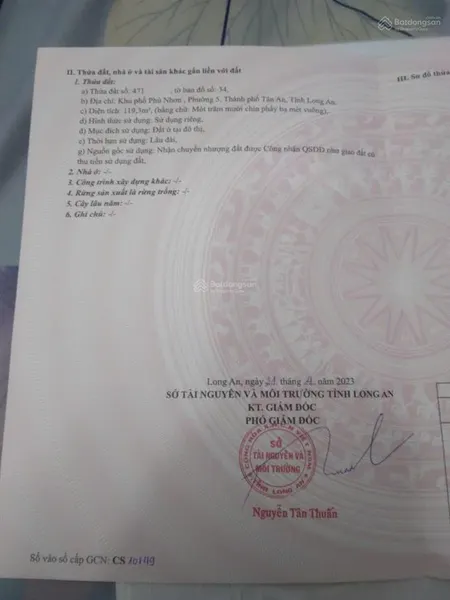 Batdongsan
II. Thửa đất, nhà ở và tài sản khác gắn liền với đất
III. Sơ đồ thửa
1. Thửa đất:
a) Thửa đất số: 471 , tờ bản đồ số: 54,
b) Địa chỉ: Khu phố Phú Nhơn , Phường 5, Thành phố Tân An, Tỉnh Long An,
c) Diện tích: 119,3m², (bằng chữ: Một trăm mười chín phẩy ba mét vuông),
d) Hình thức sử dụng: Sử dụng riêng,
đ) Mục đích sử dụng: Đất ở tại đô thị,
e) Thời hạn sử dụng: Lâu dài,
g) Nguồn gốc sử dụng: Nhận chuyển nhượng đất được Công nhận QSDĐ như giao đất có
thu tiền sử dụng đất.
2. Nhà ở: -/-
3. Công trình xây dựng khác: -/-
4. Rừng sản xuất là rừng trồng: -/-
5. Cây lâu năm: -/-
6. Ghi chú: -/-
Batdongsan
Long An, ngày tháng năm 2023
SỞ TÀI NGUYÊN VÀ MÔI TRƯỜNG TỈNH LONG AN
KT. GIÁM ĐỐC
PHÓ GIÁM ĐỐC
SỞ
TÀI NGUYÊN VÀ
MÔI TRƯỜNG
TỈNH LONG AN
Nguyễn Tân Thuấn
Số vào sổ cấp GCN: CS